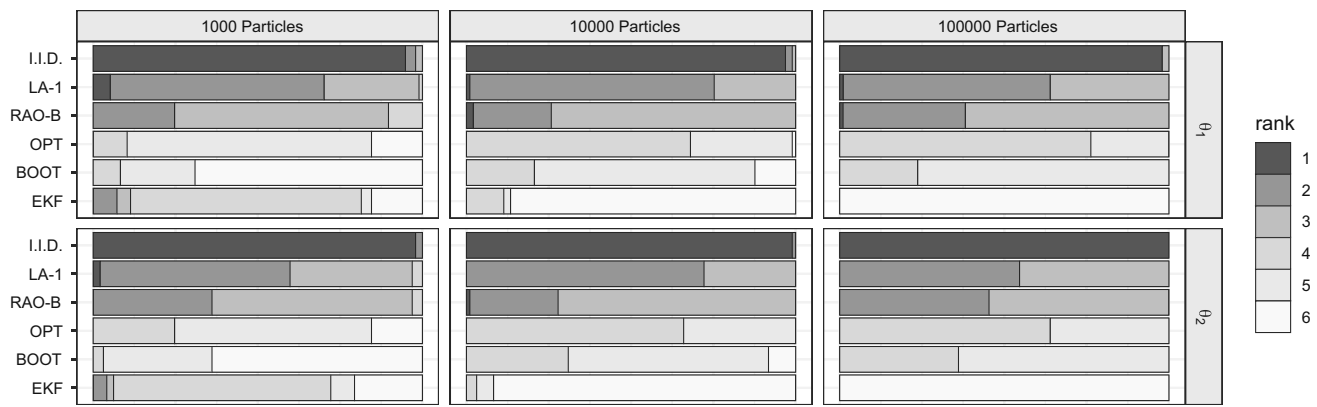 1000 Particles
10000 Particles
100000 Particles
I.I.D.
LA-1
RAO-B
OPT
BOOT
EKF
θ1
I.I.D.
LA-1
RAO-B
OPT
BOOT
EKF
θ2
rank
1
2
3
4
5
6